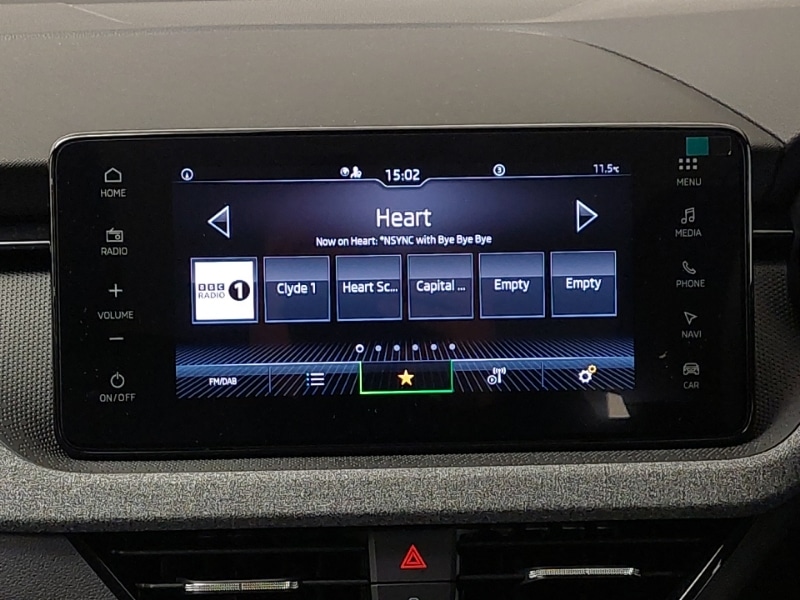 15:02
11.5°C
Heart
Now on Heart: *NSYNC with Bye Bye Bye
BBC RADIO 1
Clyde 1
Heart Sc...
Capital ...
Empty
Empty
FM/DAB
HOME
RADIO
+
VOLUME
−
ON/OFF
MENU
MEDIA
PHONE
NAVI
CAR